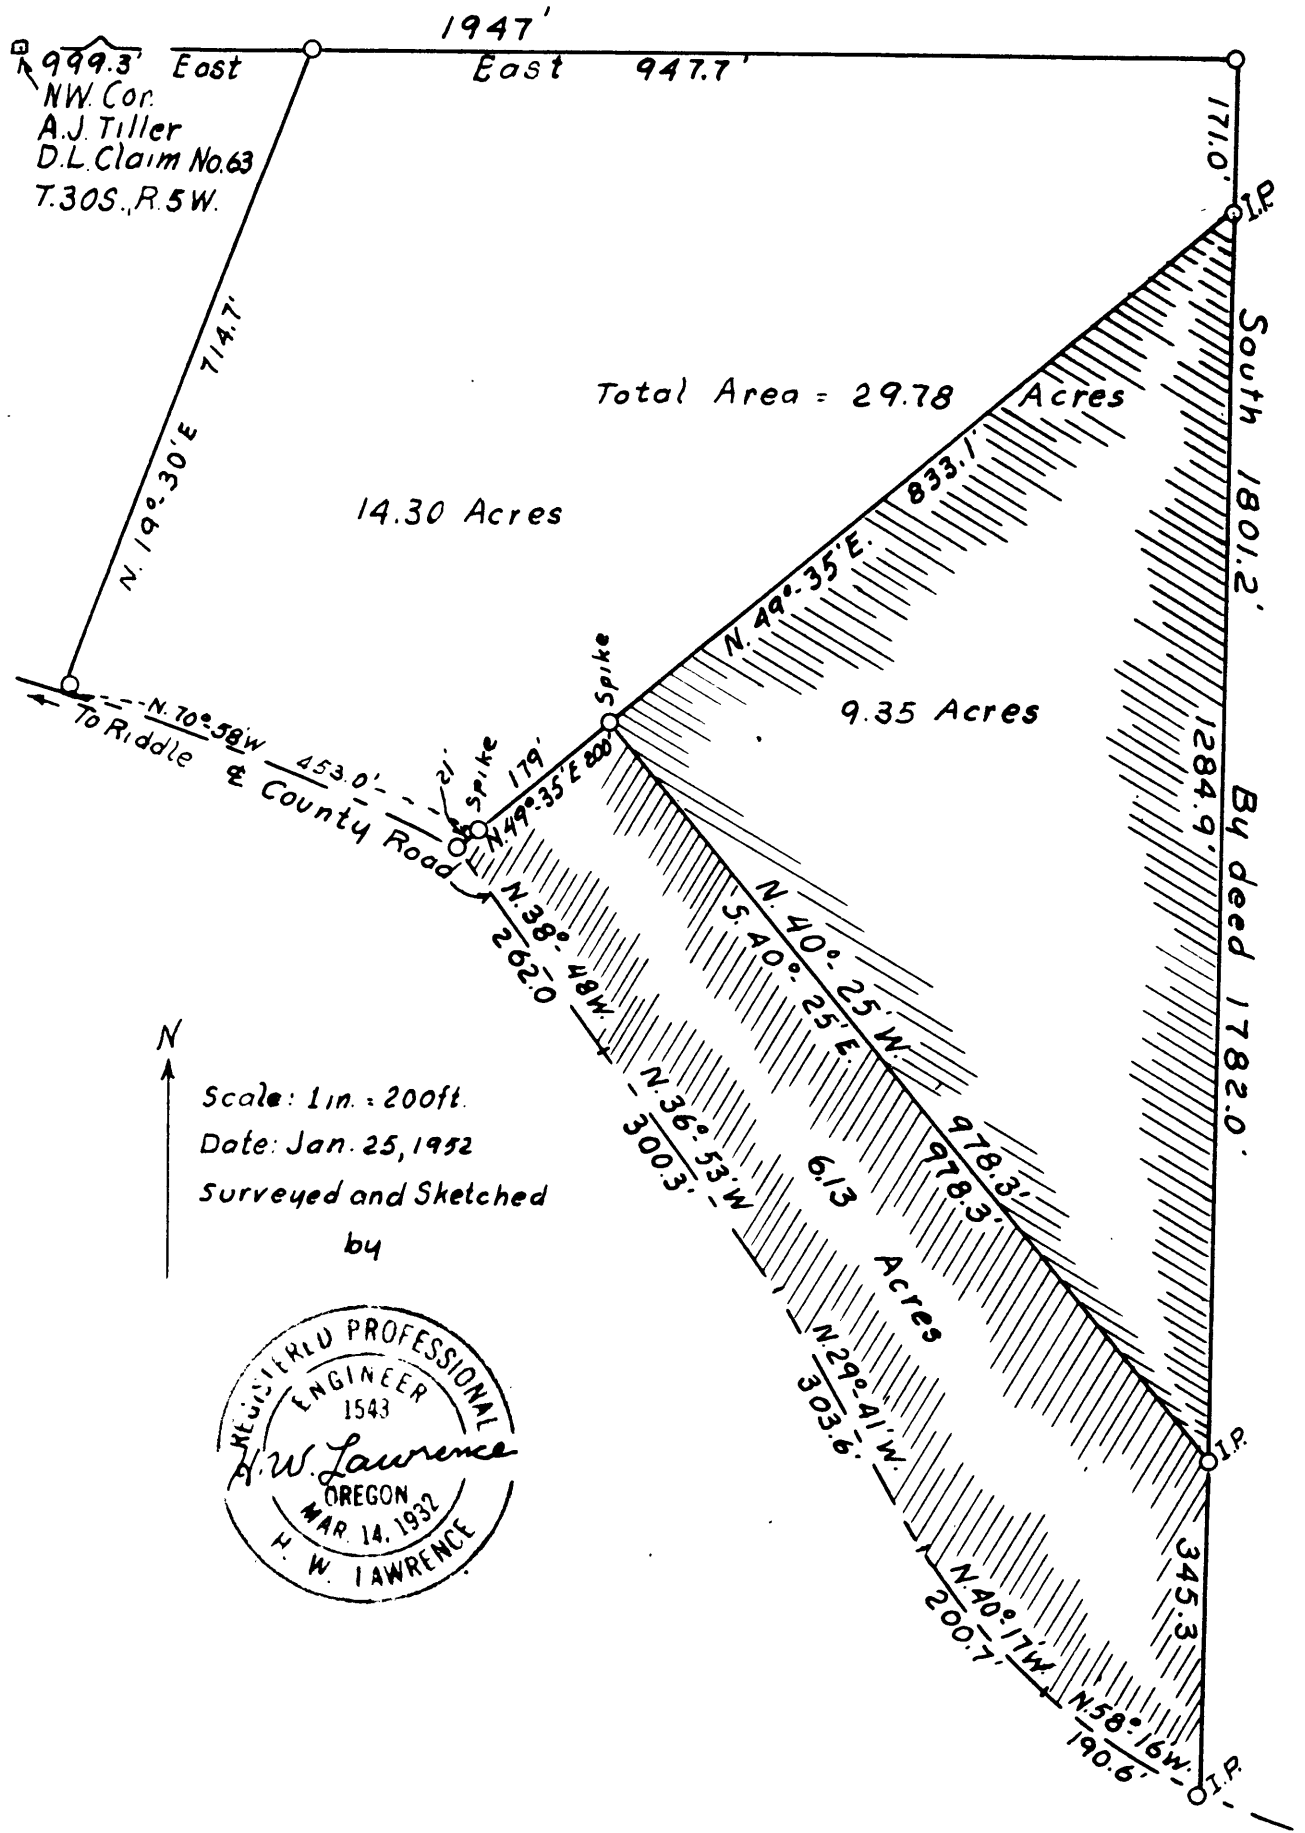 1947'
999.3' East
East 947.7'
NW. Cor.
A.J. Tiller
D.L. Claim No.63
T.30S., R.5W.
171.0'
I.P.
N. 19°-30'E 714.7'
Total Area = 29.78 Acres
South 1801.2' By deed 1782.0'
14.30 Acres
N. 49°-35'E. 833.1'
Spike
9.35 Acres
1284.9'
N. 70°-58'W 453.0'
To Riddle
℄ County Road
21'
Spike
179'
N.49°-35'E 200'
N. 40°-25'W. 978.3'
S. 40°-25'E. 978.3'
N.38°-48W.
262.0
N.36°-53'W
300.3'
6.13 Acres
N.29°-41'W.
303.6'
N.40°17'W.
200.7'
N.58°-16'W.
190.6'
I.P.
345.3
I.P.
N
Scale: 1in. = 200ft.
Date: Jan. 25, 1952
Surveyed and Sketched
by
REGISTERED PROFESSIONAL
ENGINEER
1543
H.W. Lawrence
OREGON
MAR. 14, 1932
H. W. LAWRENCE